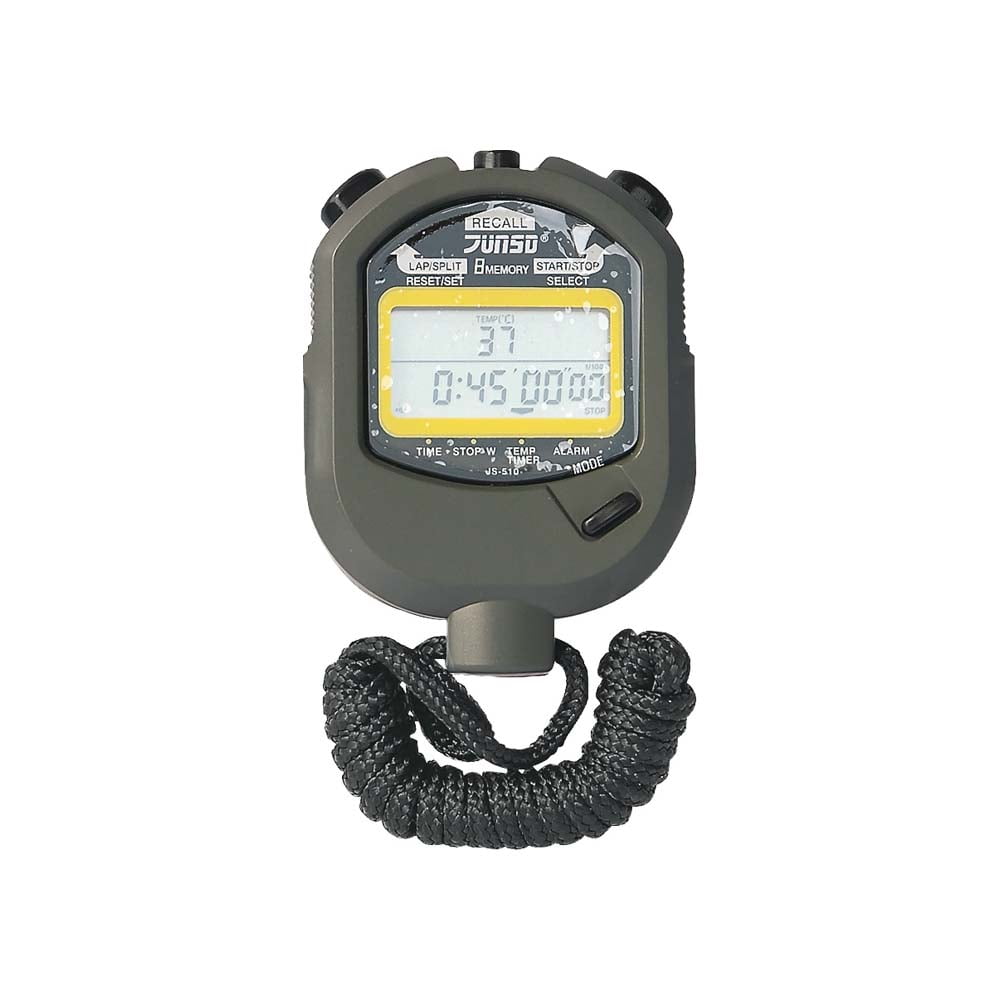 RECALL
JUNSD®
LAP/SPLIT 8 MEMORY START/STOP
RESET/SET SELECT
TEMP(°C)
37
1/100
0:45'00"00
STOP
TIME STOP W TEMP ALARM
TIMER
JS-510
MODE